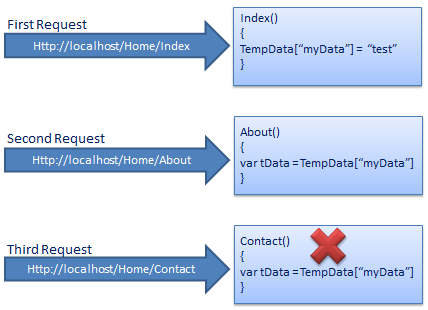 First Request
Http://localhost/Home/Index
Index()
{
TempData[“myData”] = “test”
}
Second Request
Http://localhost/Home/About
About()
{
var tData = TempData[“myData”]
}
Third Request
Http://localhost/Home/Contact
Contact()
{
var tData = TempData[“myData”]
}